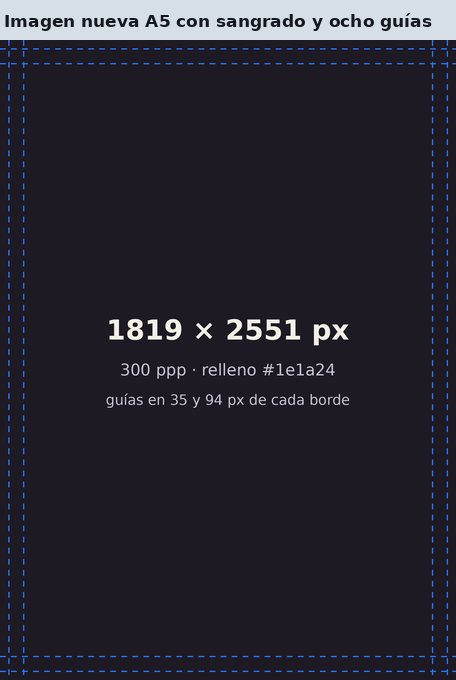 Imagen nueva A5 con sangrado y ocho guías
1819 × 2551 px
300 ppp · relleno #1e1a24
guías en 35 y 94 px de cada borde